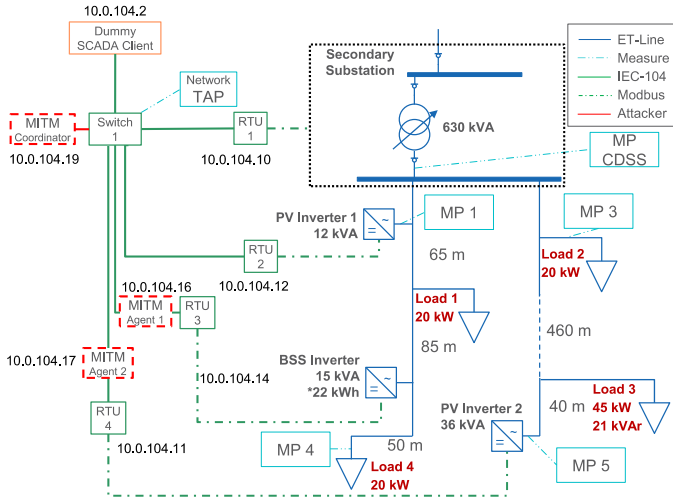 10.0.104.2
Dummy
SCADA Client
Network
TAP
MITM
Coordinator
10.0.104.19
Switch
1
RTU
1
10.0.104.10
Secondary
Substation
630 kVA
ET-Line
Measure
IEC-104
Modbus
Attacker
MP
CDSS
PV Inverter 1
12 kVA
~
=
MP 1
MP 3
RTU
2
10.0.104.12
65 m
Load 2
20 kW
10.0.104.16
MITM
Agent 1
RTU
3
Load 1
20 kW
460 m
85 m
10.0.104.17
MITM
Agent 2
10.0.104.14
BSS Inverter
15 kVA
*22 kWh
~
=
Load 3
45 kW
21 kVAr
40 m
RTU
4
10.0.104.11
PV Inverter 2
36 kVA
~
=
MP 4
50 m
Load 4
20 kW
MP 5